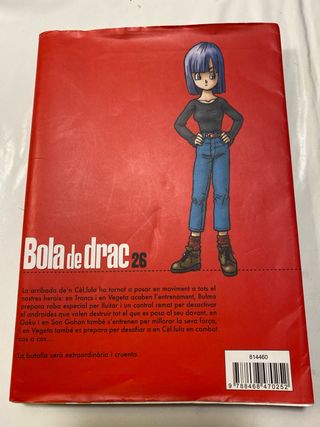 Bola de drac 26
La arribada de'n Cèl.lula ha tornat a posar en moviment a tots el
nostres herois: en Trancs i en Vegeta acaben l'entrenament, Bulma
prepara roba especial per lluitar i un control remot per desactivar
el androides que volen destruir tot el que es posa al seu davant, en
Goku i en Son Gohan també s'entrenen per millorar la seva força,
i en Vegeta també es prepara per desafiar a en Cèl.lula en combat
cos a cos...
La batalla serà extraordinària i cruenta.
814460
9 788468 470252